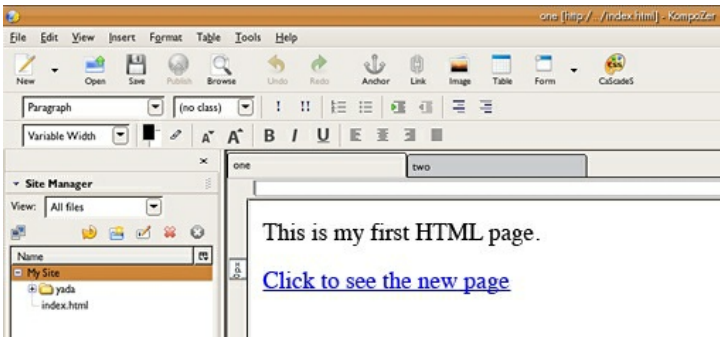 one [http://.../index.html] - KompoZer
File Edit View Insert Format Table Tools Help
New Open Save Publish Browse Undo Redo Anchor Link Image Table Form CaScadeS
Paragraph (no class) ! !!
Variable Width A A B I U
one two
Site Manager
View: All files
Name
My Site
yada
index.html
This is my first HTML page.
Click to see the new page